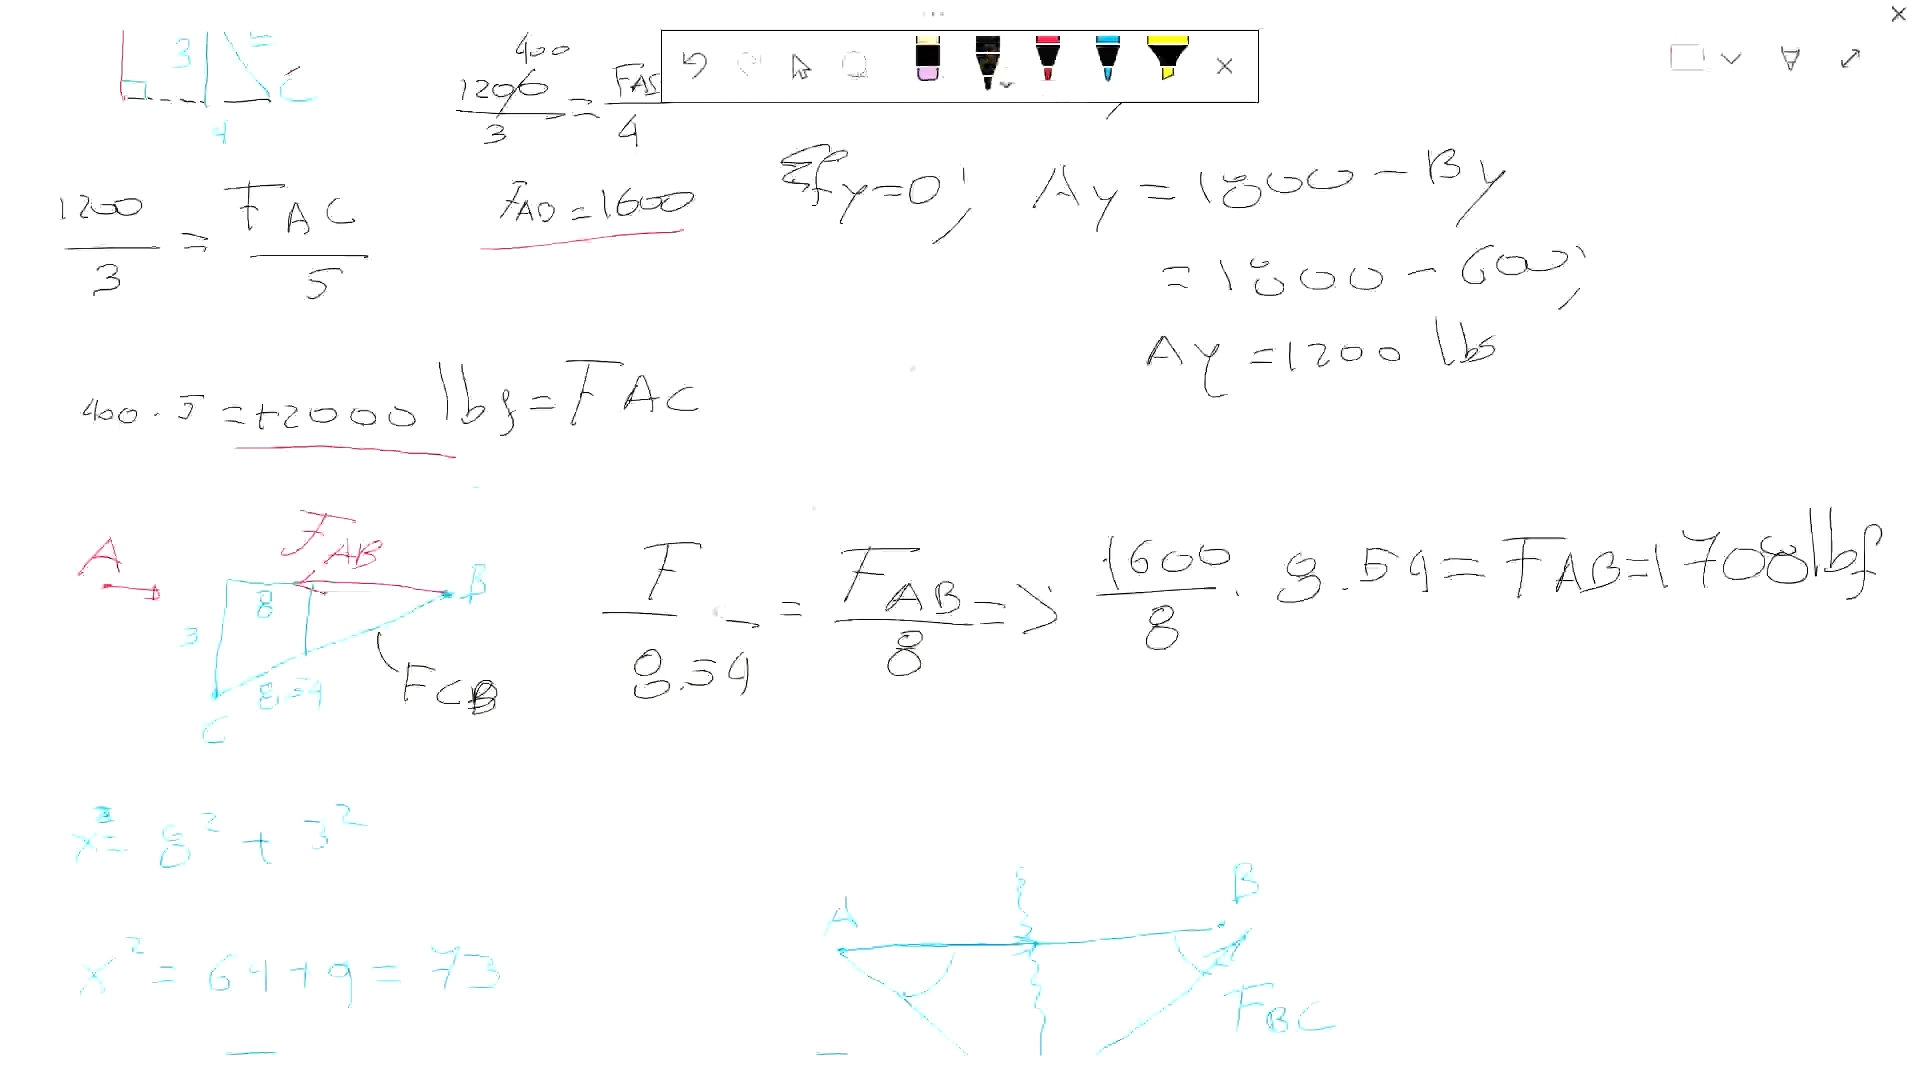 3 C
4
400
1200/3 = FAB/4
ΣFy=0; Ay = 1800 - By
1200/3 = FAC/5
FAB = 1600
= 1800 - 600;
Ay = 1200 lbs
400 . 5 = +2000 lbf = FAC
A FAB B
8
3
8.54
C
FCB
F/8.54 = FAB/8 => 1600/8 . 8.54 = FAB = 1708 lbf
x² = 8² + 3²
x² = 64 + 9 = 73
A B
FBC